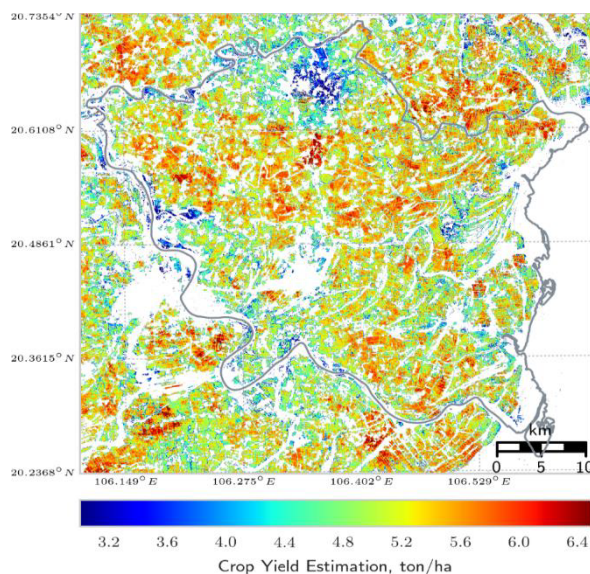 20.7354° N
20.6108° N
20.4861° N
20.3615° N
20.2368° N
106.149° E 106.275° E 106.402° E 106.529° E
km
0 5 10
3.2 3.6 4.0 4.4 4.8 5.2 5.6 6.0 6.4
Crop Yield Estimation, ton/ha